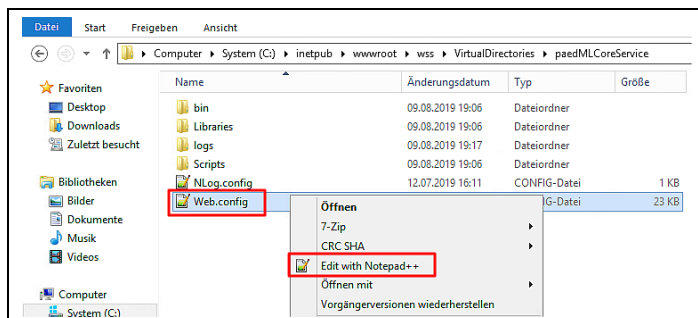 Datei Start Freigeben Ansicht
Computer System (C:) inetpub wwwroot wss VirtualDirectories paedMLCoreService
Name Änderungsdatum Typ Größe
Favoriten
Desktop
Downloads
Zuletzt besucht
Bibliotheken
Bilder
Dokumente
Musik
Videos
Computer
System (C:)
bin 09.08.2019 19:06 Dateiordner
Libraries 09.08.2019 19:06 Dateiordner
logs 09.08.2019 19:17 Dateiordner
Scripts 09.08.2019 19:06 Dateiordner
NLog.config 12.07.2019 16:11 CONFIG-Datei 1 KB
Web.config IG-Datei 23 KB
Öffnen
7-Zip
CRC SHA
Edit with Notepad++
Öffnen mit
Vorgängerversionen wiederherstellen